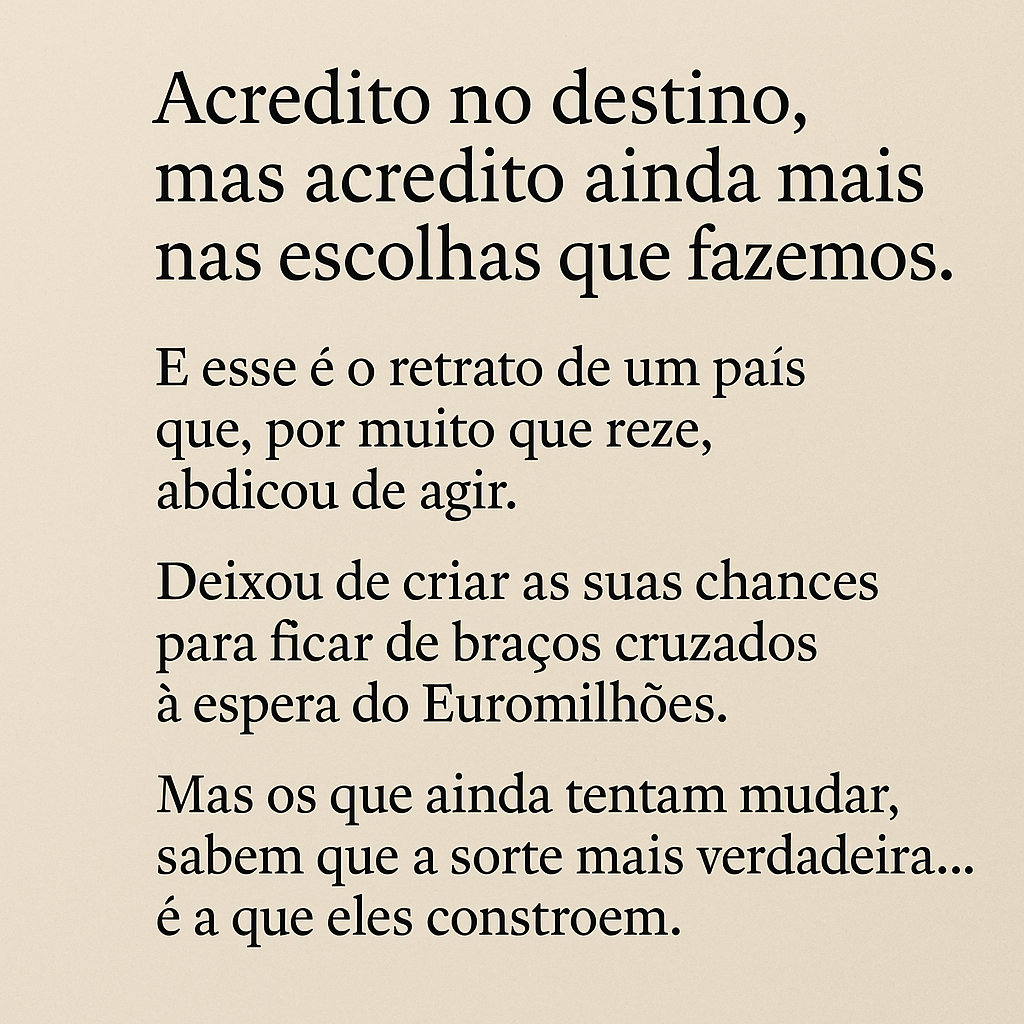 Acredito no destino,
mas acredito ainda mais
nas escolhas que fazemos.
E esse é o retrato de um país
que, por muito que reze,
abdicou de agir.
Deixou de criar as suas chances
para ficar de braços cruzados
à espera do Euromilhões.
Mas os que ainda tentam mudar,
sabem que a sorte mais verdadeira...
é a que eles constroem.